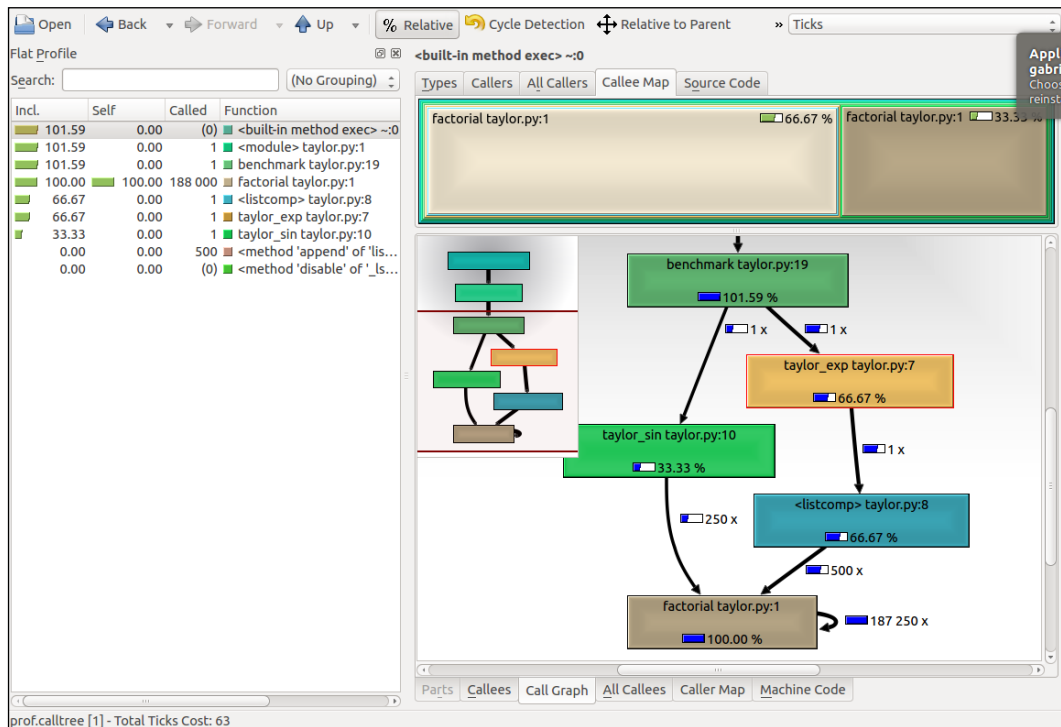 Open Back Forward Up % Relative Cycle Detection Relative to Parent » Ticks
Flat Profile
Search: (No Grouping)
Incl. Self Called Function
101.59 0.00 (0) <built-in method exec> ~:0
101.59 0.00 1 <module> taylor.py:1
101.59 0.00 1 benchmark taylor.py:19
100.00 100.00 188 000 factorial taylor.py:1
66.67 0.00 1 <listcomp> taylor.py:8
66.67 0.00 1 taylor_exp taylor.py:7
33.33 0.00 1 taylor_sin taylor.py:10
0.00 0.00 500 <method 'append' of 'lis...
0.00 0.00 (0) <method 'disable' of '_ls...
<built-in method exec> ~:0
Types Callers All Callers Callee Map Source Code
Appl
gabri
Choos
reinst
factorial taylor.py:1 66.67 %
factorial taylor.py:1 33.33 %
benchmark taylor.py:19
101.59 %
1 x
1 x
taylor_exp taylor.py:7
66.67 %
taylor_sin taylor.py:10
33.33 %
1 x
<listcomp> taylor.py:8
66.67 %
250 x
500 x
factorial taylor.py:1
100.00 %
187 250 x
Parts Callees Call Graph All Callees Caller Map Machine Code
prof.calltree [1] - Total Ticks Cost: 63